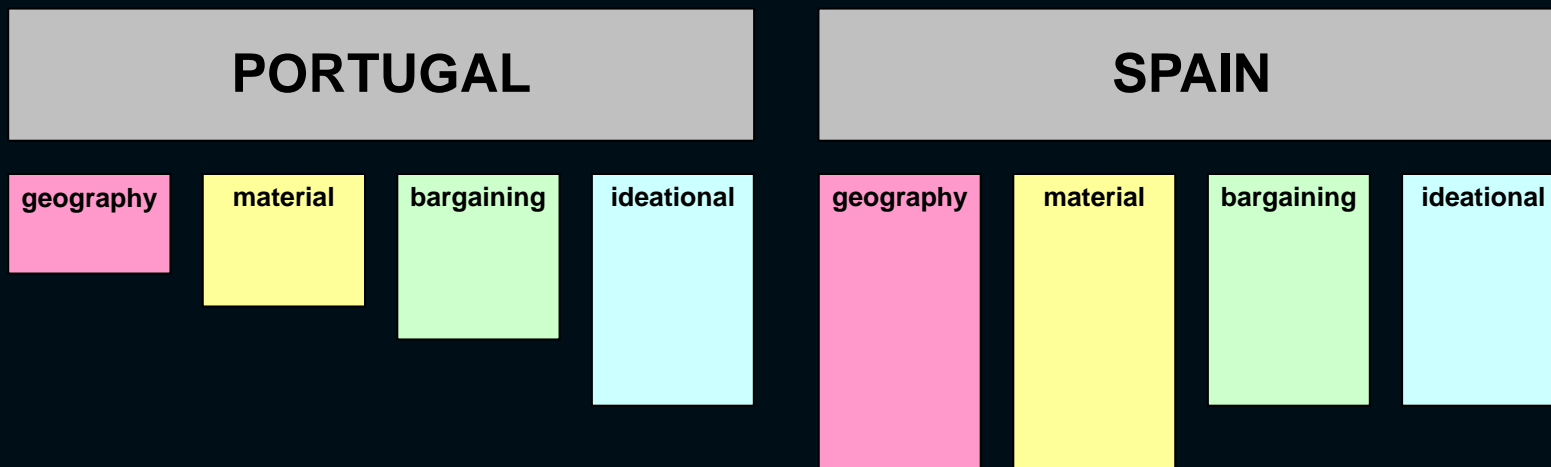 PORTUGAL
SPAIN
geography
material
bargaining
ideational
geography
material
bargaining
ideational